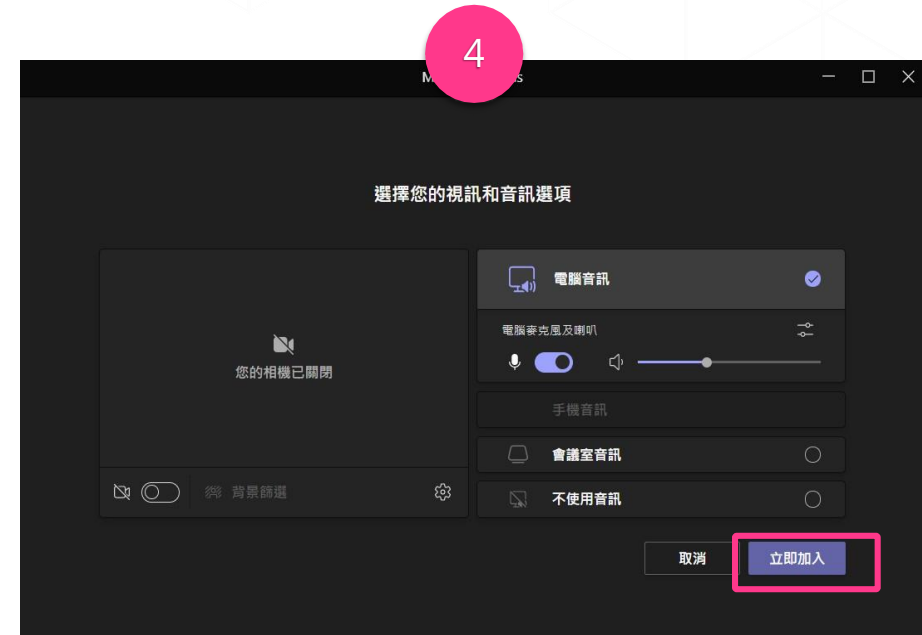 4
選擇您的視訊和音訊選項
電腦音訊
電腦麥克風及喇叭
您的相機已關閉
手機音訊
會議室音訊
背景篩選
不使用音訊
取消
立即加入